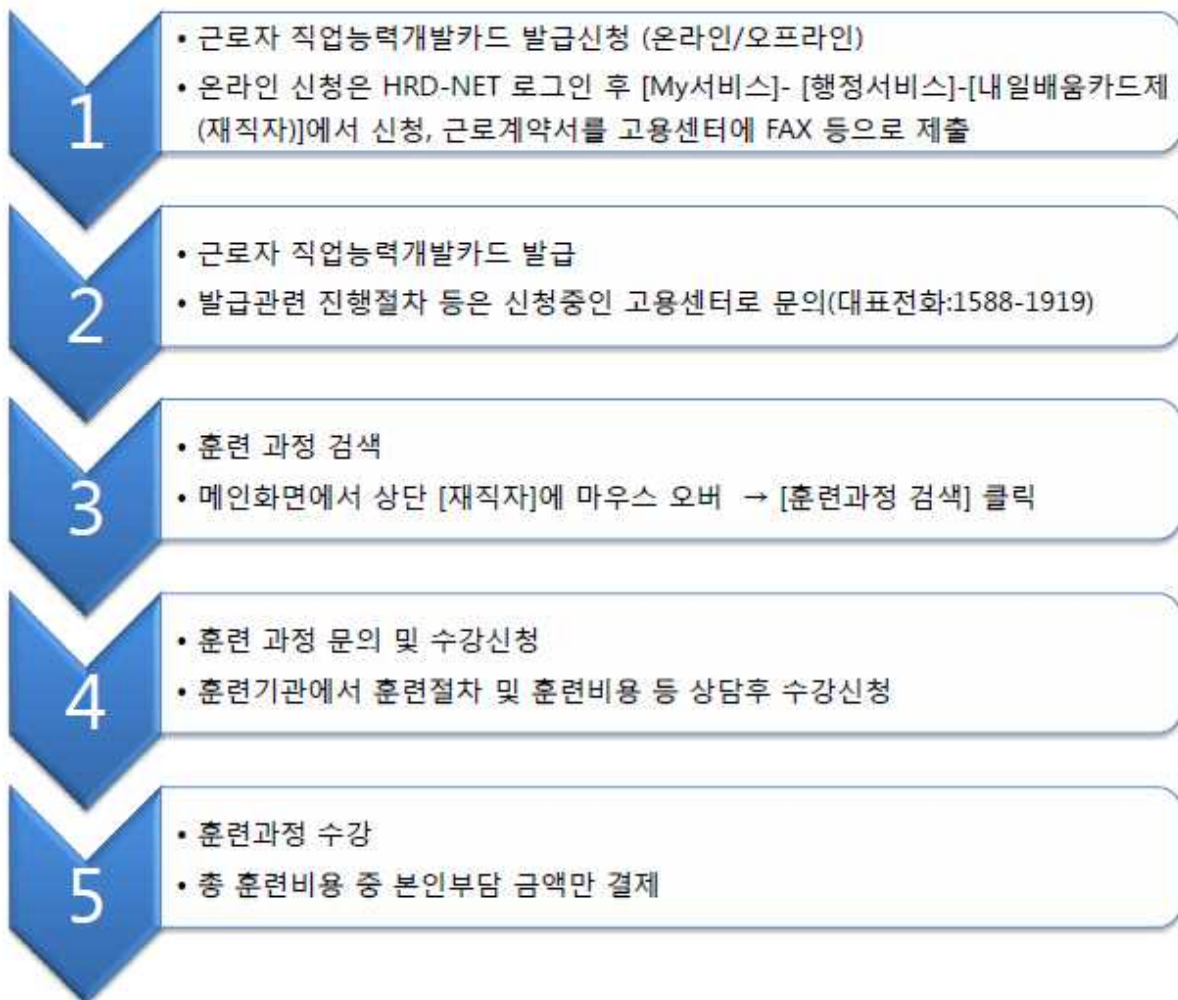 1
• 근로자 직업능력개발카드 발급신청 (온라인/오프라인)
• 온라인 신청은 HRD-NET 로그인 후 [My서비스]- [행정서비스]-[내일배움카드제
(재직자)]에서 신청, 근로계약서를 고용센터에 FAX 등으로 제출
2
• 근로자 직업능력개발카드 발급
• 발급관련 진행절차 등은 신청중인 고용센터로 문의(대표전화:1588-1919)
3
• 훈련 과정 검색
• 메인화면에서 상단 [재직자]에 마우스 오버 → [훈련과정 검색] 클릭
4
• 훈련 과정 문의 및 수강신청
• 훈련기관에서 훈련절차 및 훈련비용 등 상담후 수강신청
5
• 훈련과정 수강
• 총 훈련비용 중 본인부담 금액만 결제